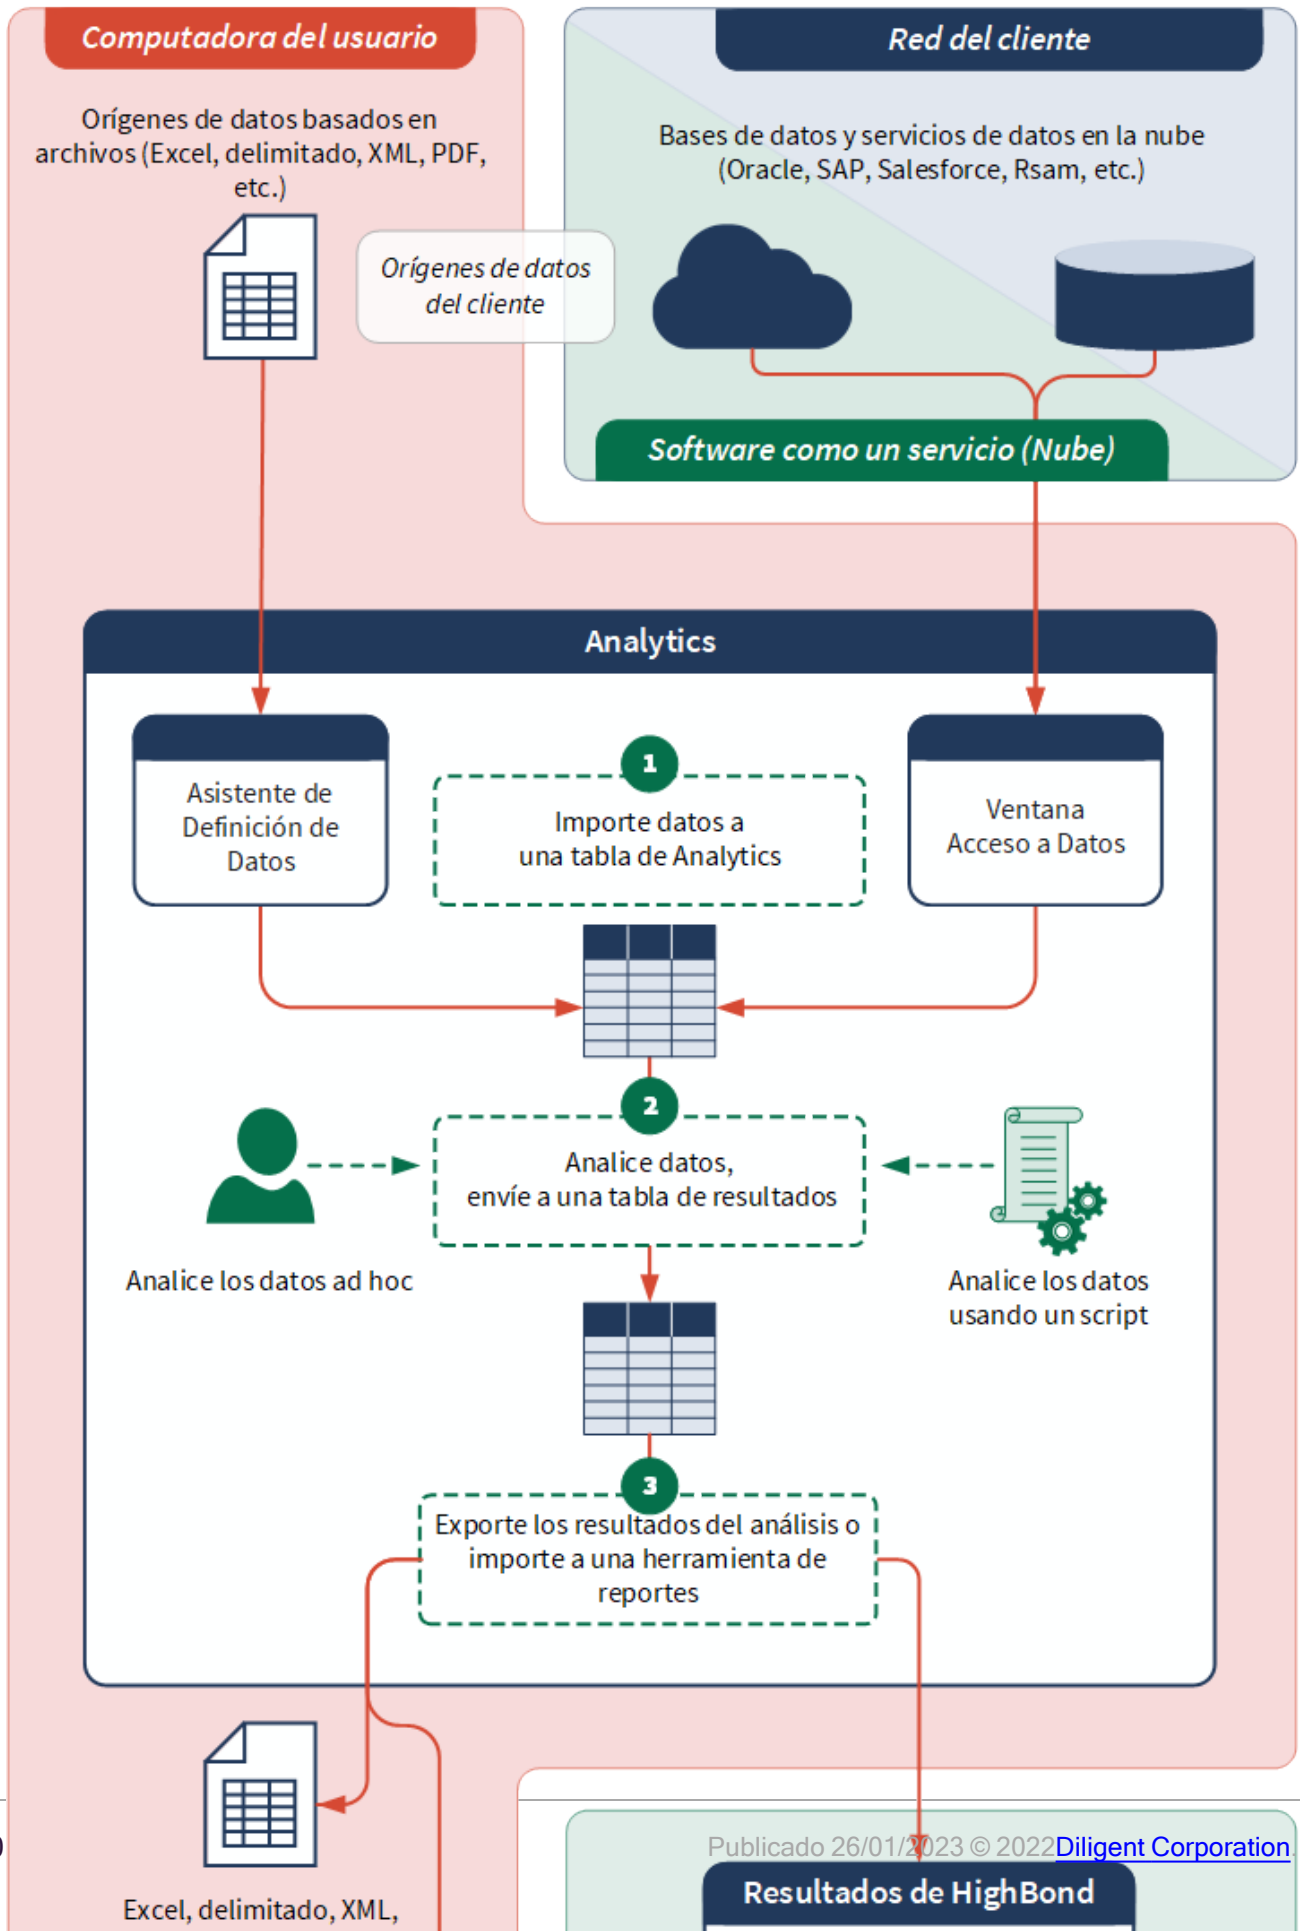 Computadora del usuario
Red del cliente
Orígenes de datos basados en
archivos (Excel, delimitado, XML, PDF,
etc.)
Bases de datos y servicios de datos en la nube
(Oracle, SAP, Salesforce, Rsam, etc.)
Orígenes de datos
del cliente
Software como un servicio (Nube)
Analytics
Asistente de
Definición de
Datos
1
Importe datos a
una tabla de Analytics
Ventana
Acceso a Datos
2
Analice datos,
envíe a una tabla de resultados
Analice los datos ad hoc
Analice los datos
usando un script
3
Exporte los resultados del análisis o
importe a una herramienta de
reportes
Publicado 26/01/2023 © 2022 Diligent Corporation.
Resultados de HighBond
Excel, delimitado, XML,